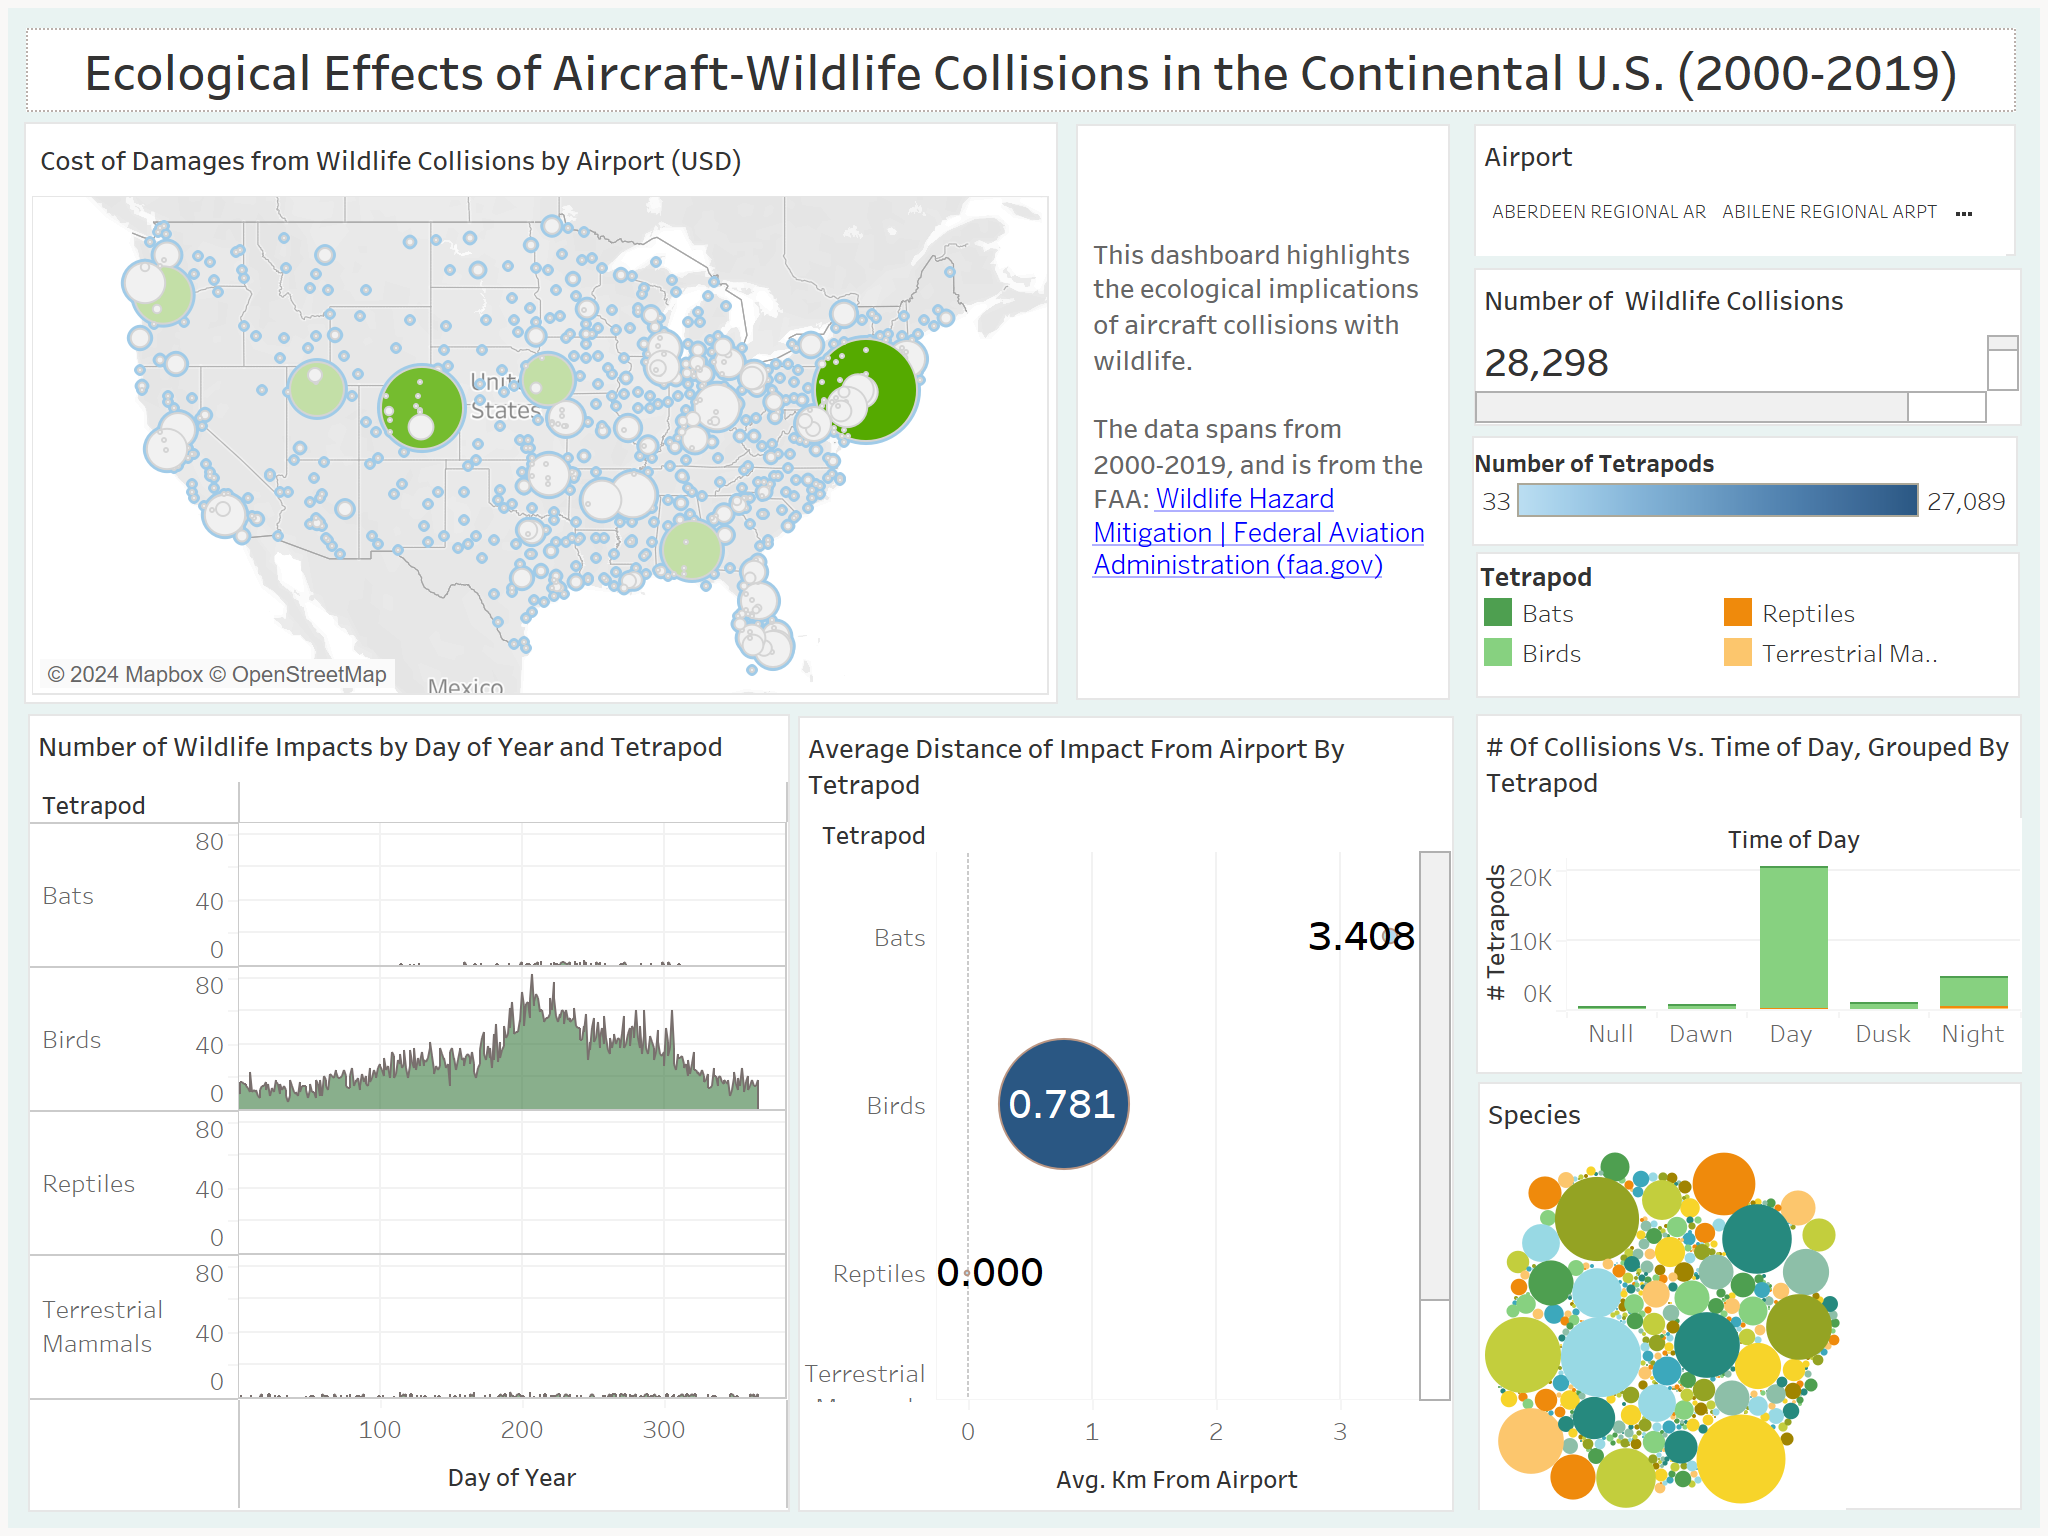 Ecological Effects of Aircraft-Wildlife Collisions in the Continental U.S. (2000-2019)
Cost of Damages from Wildlife Collisions by Airport (USD)
United
States
© 2024 Mapbox © OpenStreetMap
Mexico
This dashboard highlights
the ecological implications
of aircraft collisions with
wildlife.
The data spans from
2000-2019, and is from the
FAA: Wildlife Hazard
Mitigation | Federal Aviation
Administration (faa.gov)
Airport
ABERDEEN REGIONAL AR ABILENE REGIONAL ARPT ...
Number of Wildlife Collisions
28,298
Number of Tetrapods
33 27,089
Tetrapod
Bats Reptiles
Birds Terrestrial Ma..
Number of Wildlife Impacts by Day of Year and Tetrapod
Tetrapod
Bats
80
40
0
Birds
80
40
0
Reptiles
80
40
0
Terrestrial
Mammals
80
40
0
100 200 300
Day of Year
Average Distance of Impact From Airport By
Tetrapod
Tetrapod
Bats 3.408
Birds 0.781
Reptiles 0.000
Terrestrial
0 1 2 3
Avg. Km From Airport
# Of Collisions Vs. Time of Day, Grouped By
Tetrapod
Time of Day
# Tetrapods
20K
10K
0K
Null Dawn Day Dusk Night
Species